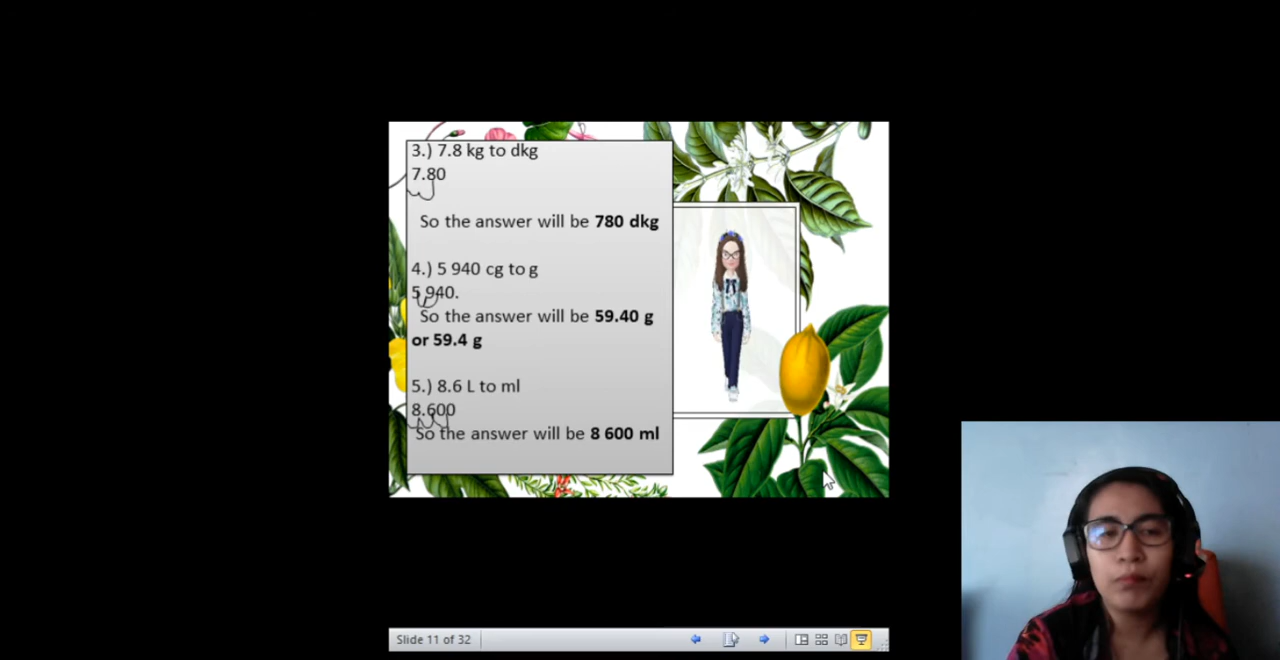 3.) 7.8 kg to dkg
7.80
So the answer will be 780 dkg
4.) 5 940 cg to g
5 940.
So the answer will be 59.40 g
or 59.4 g
5.) 8.6 L to ml
8.600
So the answer will be 8 600 ml
Slide 11 of 32